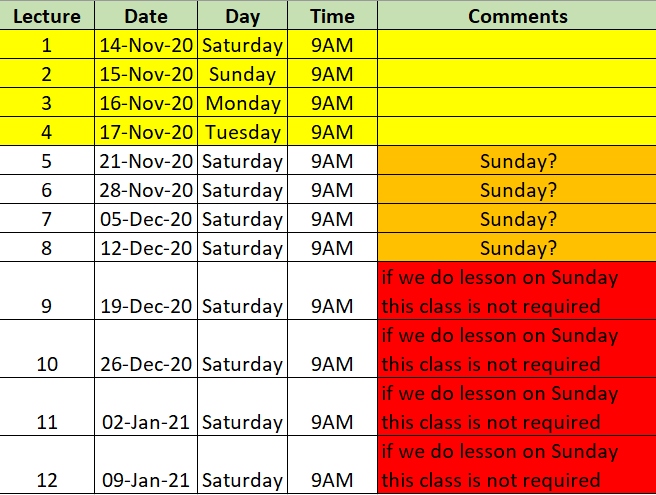 Lecture Date Day Time Comments
1 14-Nov-20 Saturday 9AM
2 15-Nov-20 Sunday 9AM
3 16-Nov-20 Monday 9AM
4 17-Nov-20 Tuesday 9AM
5 21-Nov-20 Saturday 9AM Sunday?
6 28-Nov-20 Saturday 9AM Sunday?
7 05-Dec-20 Saturday 9AM Sunday?
8 12-Dec-20 Saturday 9AM Sunday?
if we do lesson on Sunday
9 19-Dec-20 Saturday 9AM this class is not required
if we do lesson on Sunday
10 26-Dec-20 Saturday 9AM this class is not required
if we do lesson on Sunday
11 02-Jan-21 Saturday 9AM this class is not required
if we do lesson on Sunday
12 09-Jan-21 Saturday 9AM this class is not required